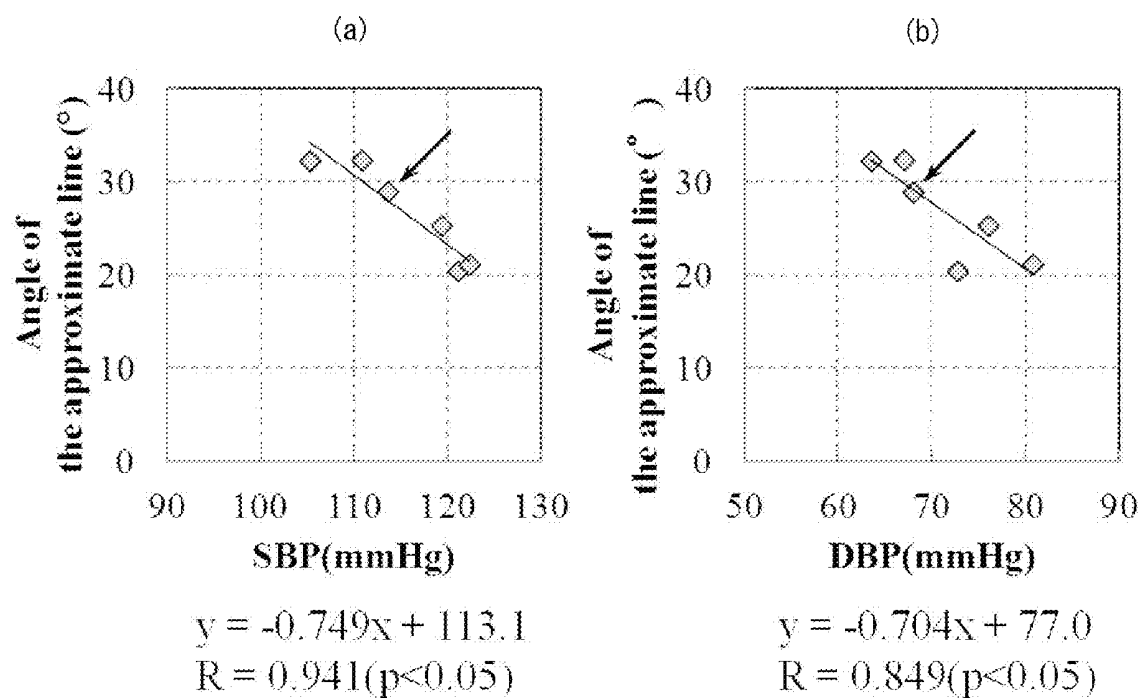 (a)
(b)
Angle of
the approximate line (°)
40
30
20
10
0
90 100 110 120 130
SBP(mmHg)
y = -0.749x + 113.1
R = 0.941(p<0.05)
Angle of
the approximate line (° )
40
30
20
10
0
50 60 70 80 90
DBP(mmHg)
y = -0.704x + 77.0
R = 0.849(p<0.05)